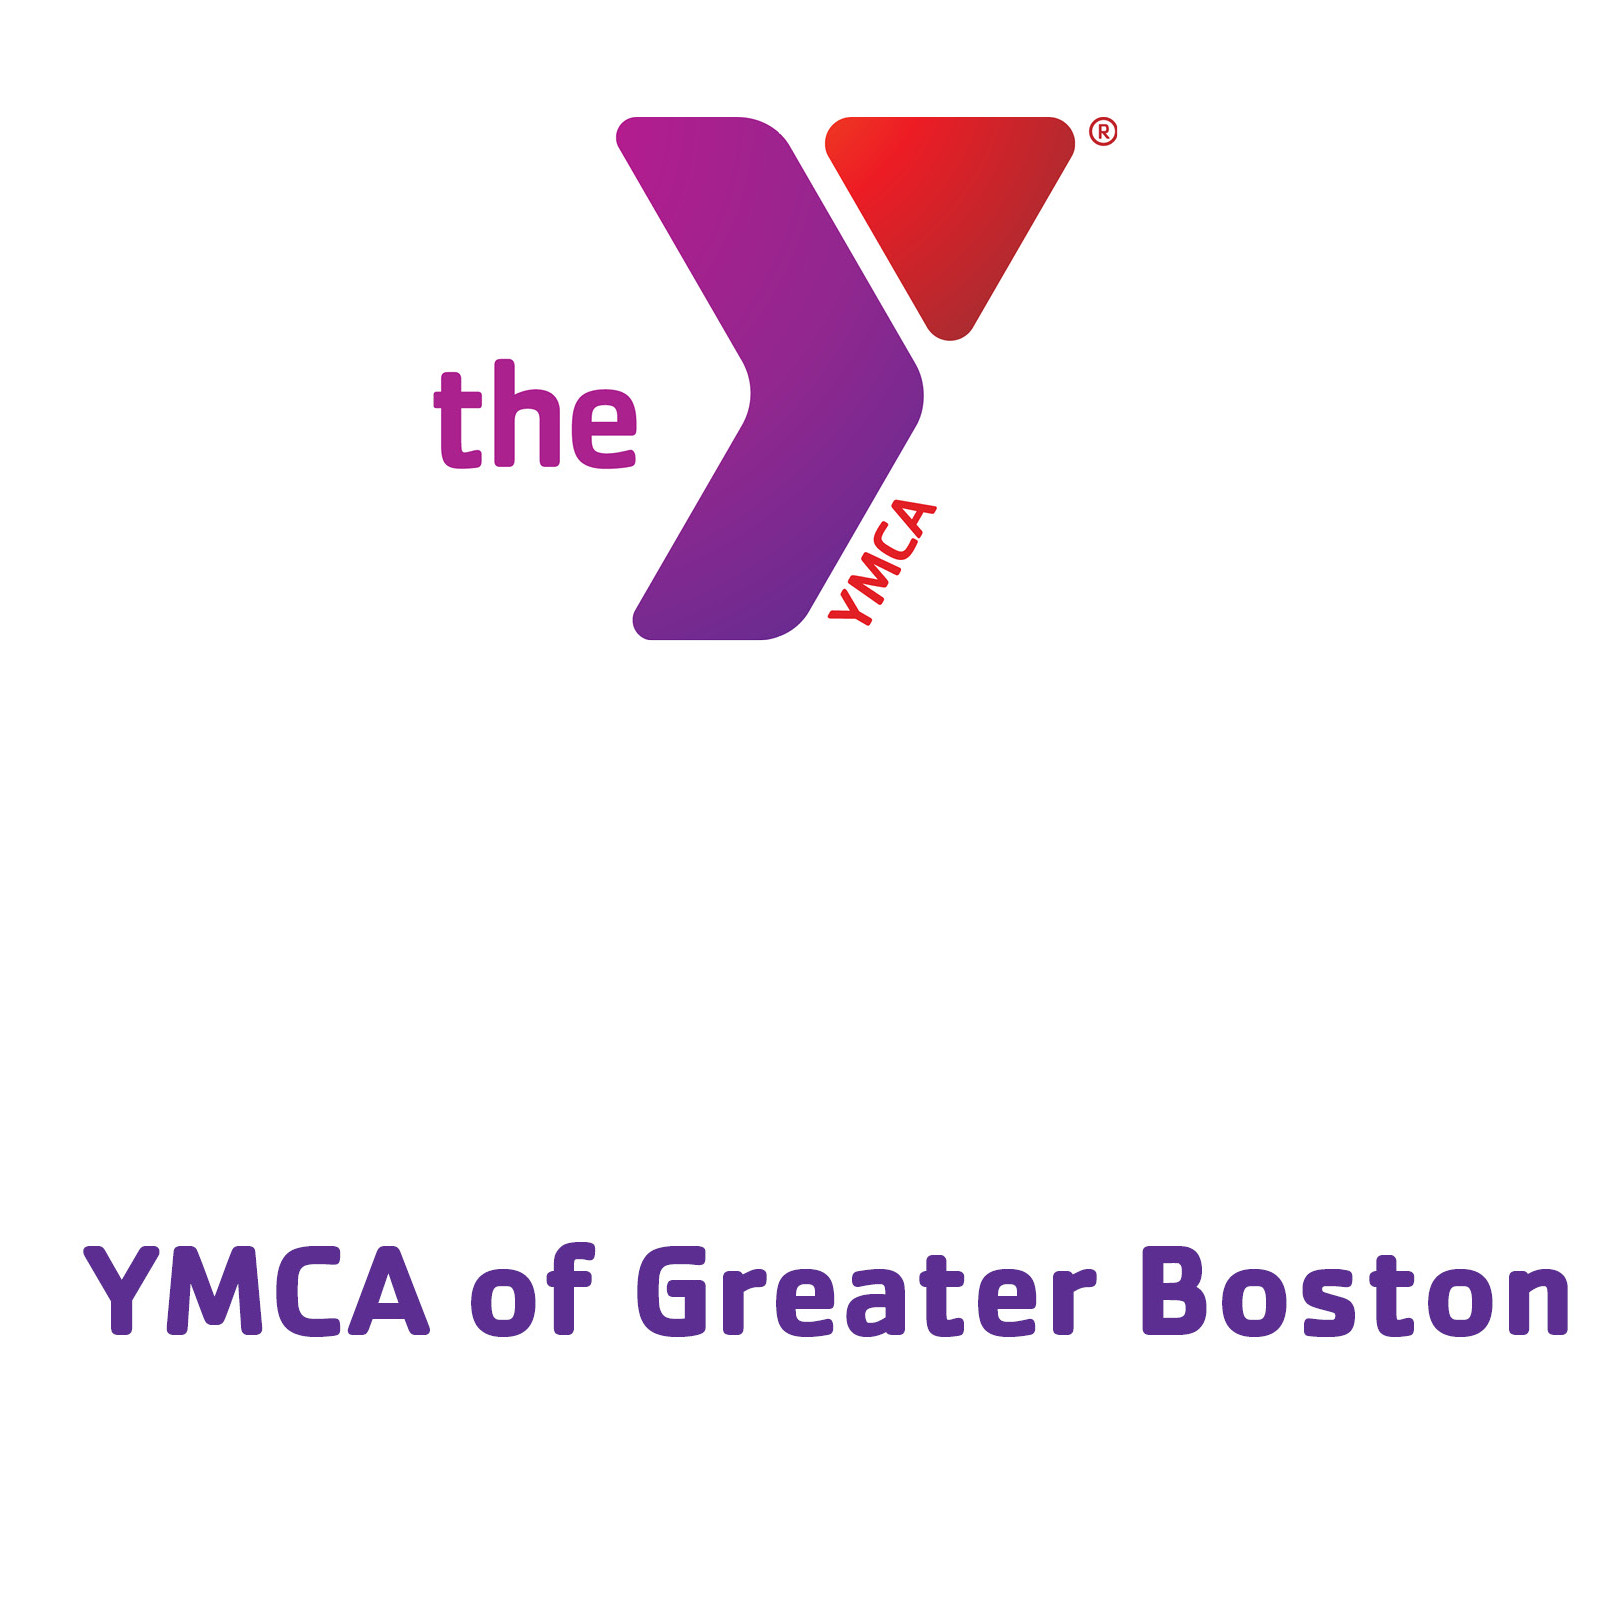 the
YMCA
®
YMCA of Greater Boston